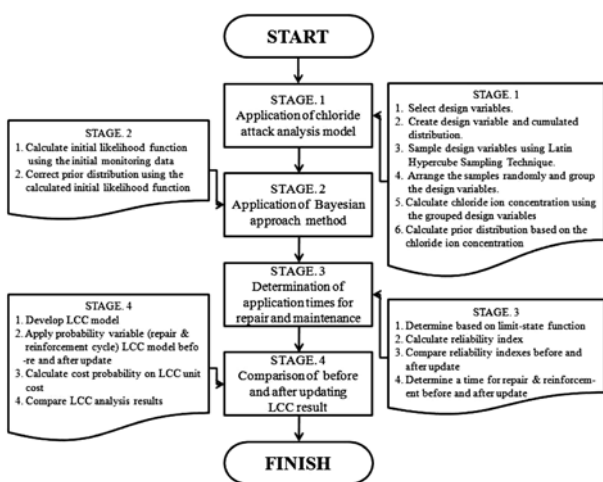 START
STAGE. 1
Application of chloride
attack analysis model
STAGE. 1
1. Select design variables.
2. Create design variable and cumulated
distribution.
3. Sample design variables using Latin
Hypercube Sampling Technique.
4. Arrange the samples randomly and group
the design variables.
5 Calculate chloride ion concentration using
the grouped design variables
6. Calculate prior distribution based on the
chloride ion concentration
STAGE. 2
1. Calculate initial likelihood function
using the initial monitoring data
2. Correct prior distribution using the
calculated initial likelihood function
STAGE. 2
Application of Bayesian
approach method
STAGE. 3
Determination of
application times for
repair and maintenance
STAGE. 3
1. Determine based on limit-state function
2. Calculate reliability index
3. Compare reliability indexes before and
after update
4. Determine a time for repair & reinforcem-
ent before and after update
STAGE. 4
1. Develop LCC model
2. Apply probability variable (repair &
reinforcement cycle) LCC model befo
-re and after update
3. Calculate cost probability on LCC unit
cost
4. Compare LCC analysis results
STAGE. 4
Comparison of before
and after updating
LCC result
FINISH